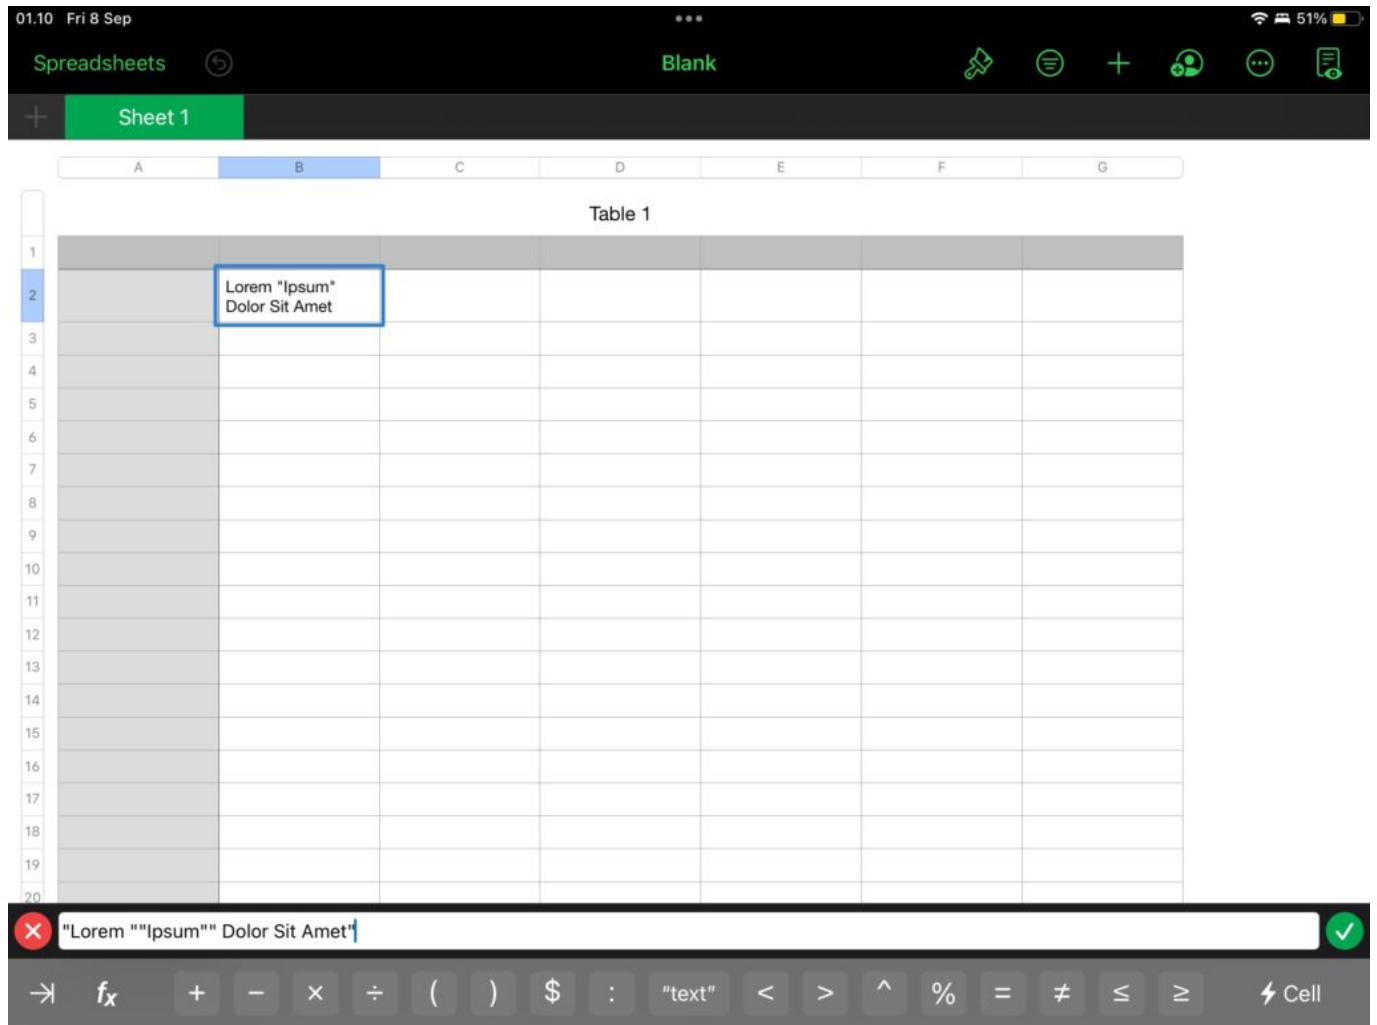 01.10 Fri 8 Sep
51%
Spreadsheets
Blank
+ Sheet 1
A B C D E F G
Table 1
1
2
Lorem "Ipsum"
Dolor Sit Amet
3
4
5
6
7
8
9
10
11
12
13
14
15
16
17
18
19
20
"Lorem ""Ipsum"" Dolor Sit Amet"
fx + − × ÷ ( ) $ : "text" < > ^ % = ≠ ≤ ≥ Cell